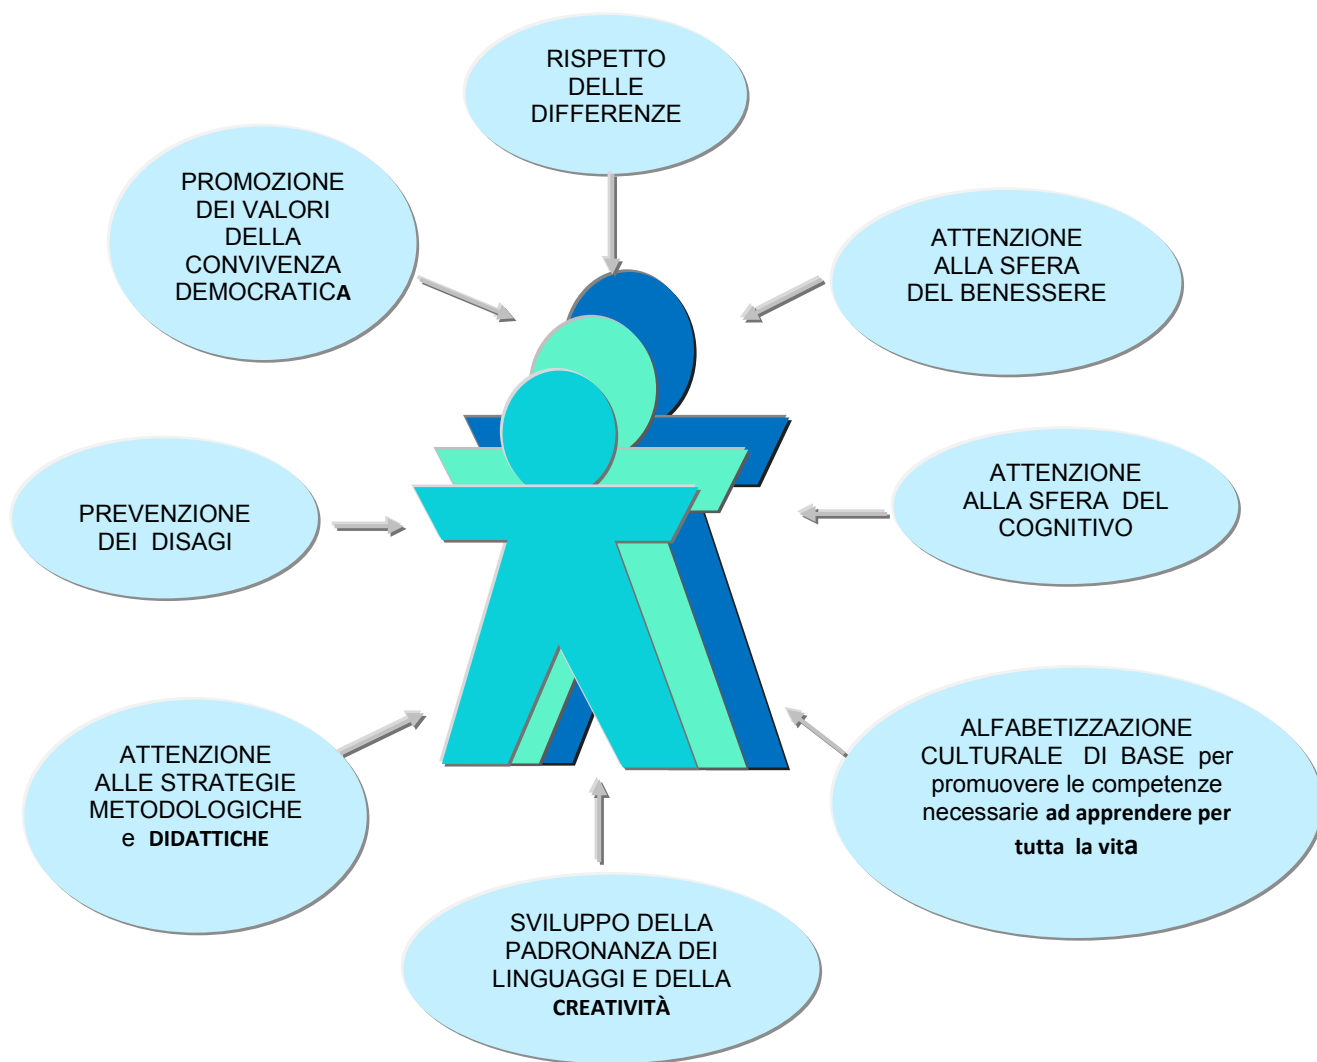 RISPETTO
DELLE
DIFFERENZE
PROMOZIONE
DEI VALORI
DELLA
CONVIVENZA
DEMOCRATICA
ATTENZIONE
ALLA SFERA
DEL BENESSERE
PREVENZIONE
DEI DISAGI
ATTENZIONE
ALLA SFERA DEL
COGNITIVO
ATTENZIONE
ALLE STRATEGIE
METODOLOGICHE
e DIDATTICHE
ALFABETIZZAZIONE
CULTURALE DI BASE per
promuovere le competenze
necessarie ad apprendere per
tutta la vita
SVILUPPO DELLA
PADRONANZA DEI
LINGUAGGI E DELLA
CREATIVITÀ